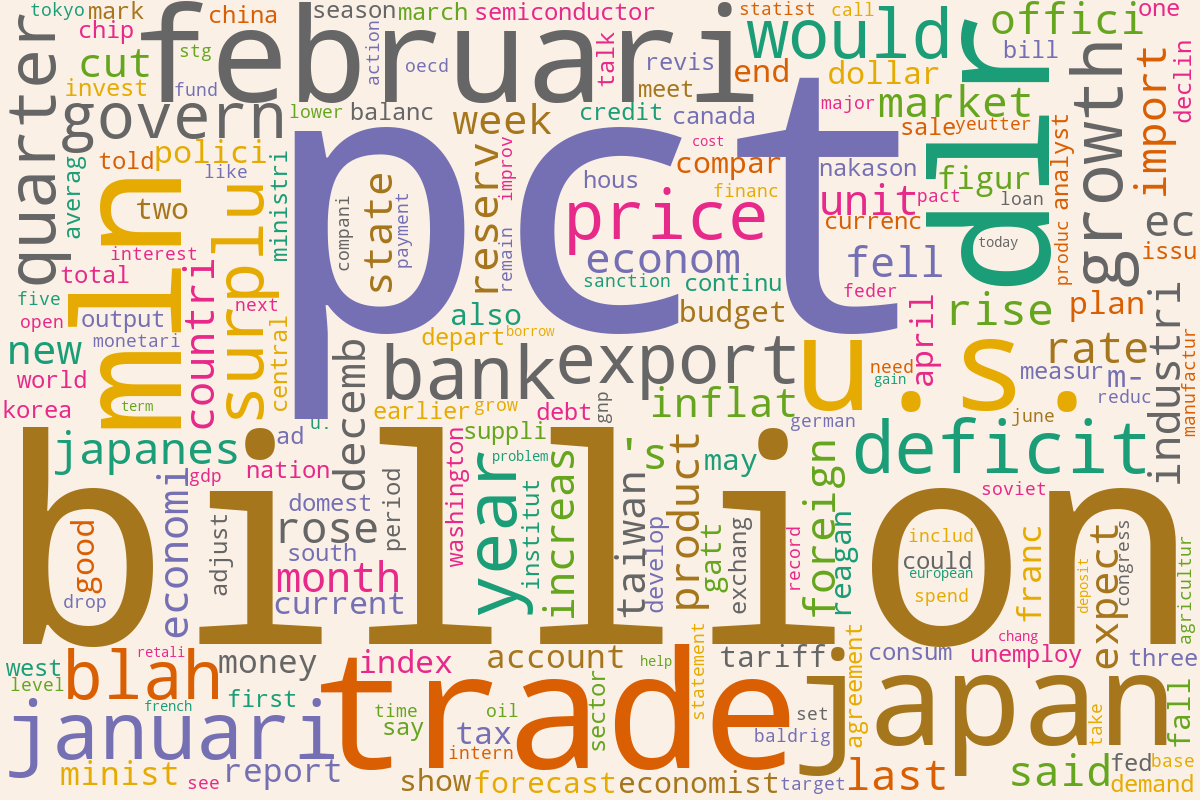 tokyo mark china season march semiconductor statist call offici one
chip februari would
cut stg action oecd talk revis end bill
invest fund meet dollar growth import declin
quarter govern lower balanc week credit canada major market
told polici sale yeutter analyst
averag like ministri improv cost compar nakason figur
two state reserv hous financ unit pact loan
mln surplu compani payment pct price currenc dlr ec
interest remain econom fell today produc issu
total sanction continu feder
five next also budget rise plan
open output central depart borrow april
new monetari countri bank export u.s. rate
world decemb need gain measur m- industri manufactur
korea term earlier grow debt gnp inflat german june reduc
u. ad suppli 's
japanes nation washington problem product may foreign deficit
gdp period soviet
billion
economi domest year institut increas taiwan gatt exchang record includ franc
good adjust rose develop reagan could expect congress
south european
drop month current spend deposit agricultur
west retali chang
level blah money index account help tariff consum unemploy three
french first trade statement agreement japan fall
januari time say oil tax sector set take
intern baldrig
minist see report show forecast economist target last said fed base
demand